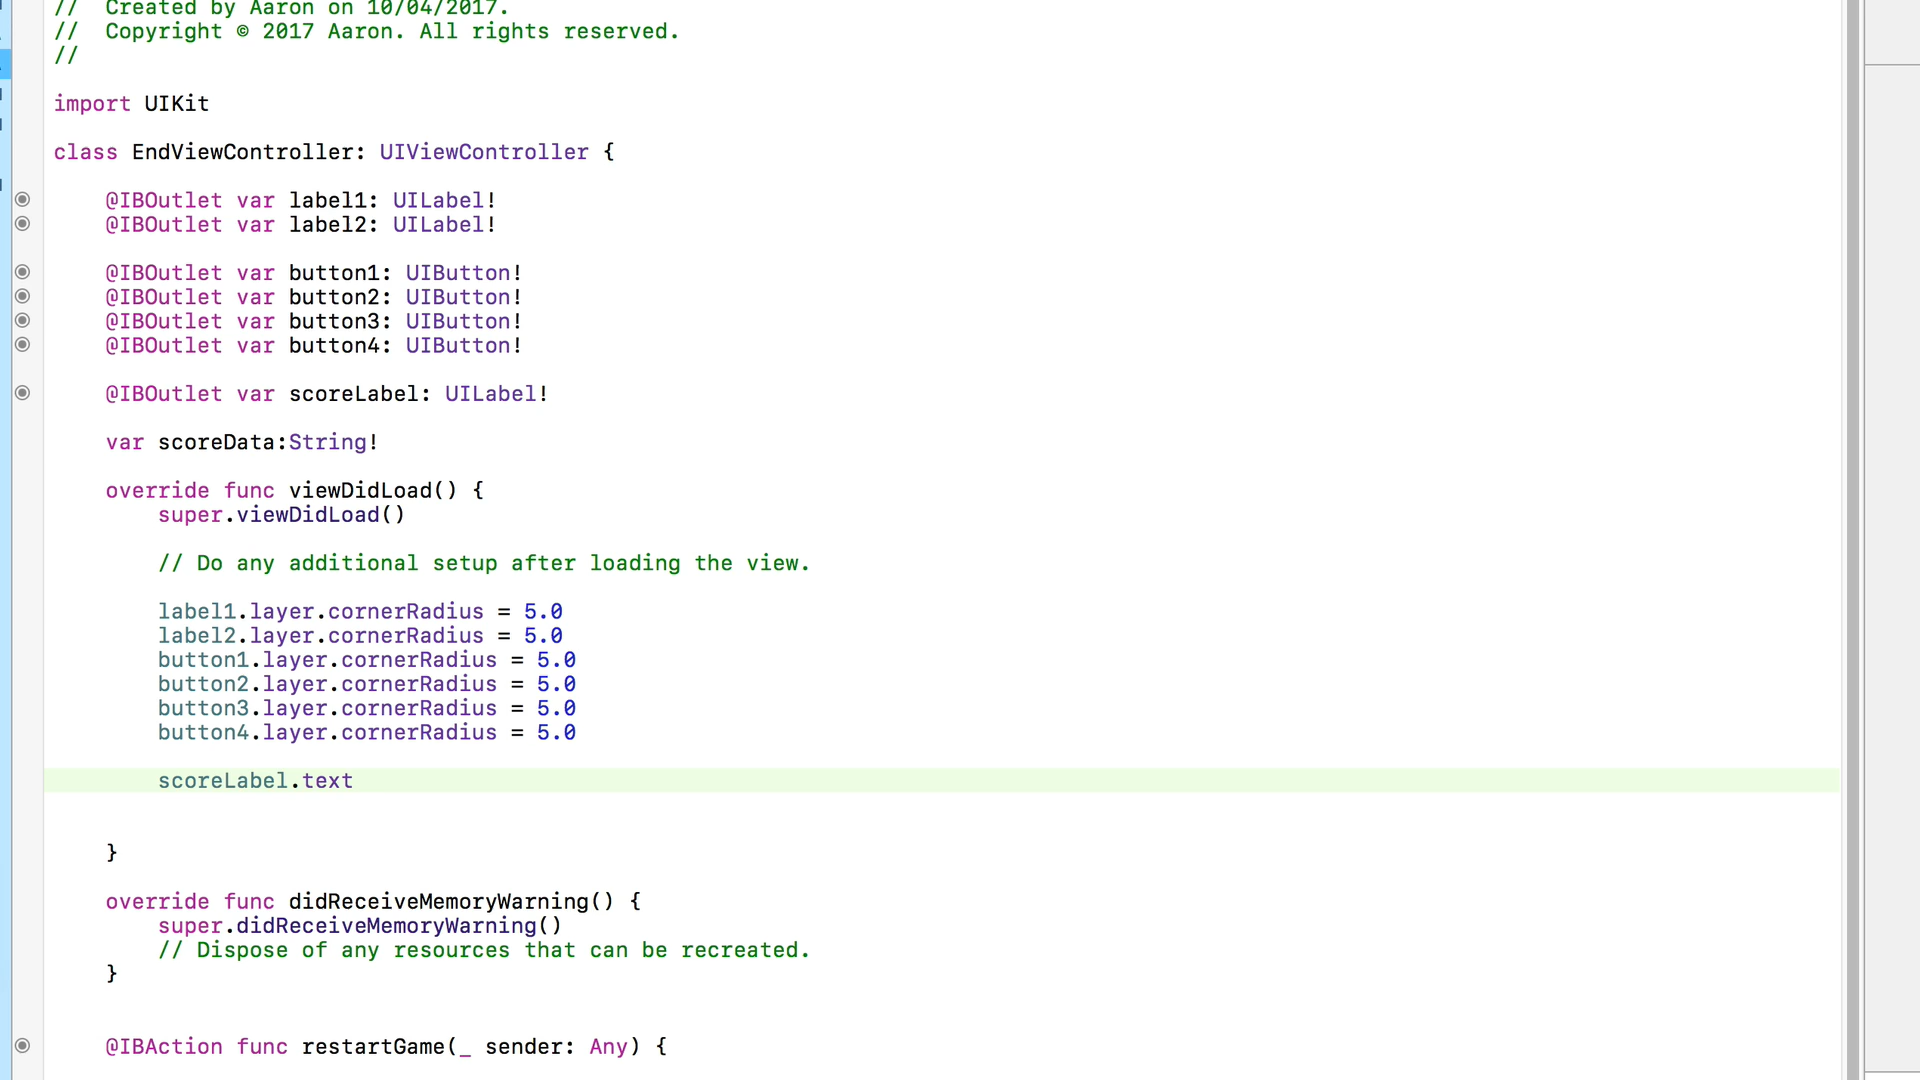 //  Created by Aaron on 10/04/2017.
//  Copyright © 2017 Aaron. All rights reserved.
//
import UIKit
class EndViewController: UIViewController {
@IBOutlet var label1: UILabel!
@IBOutlet var label2: UILabel!
@IBOutlet var button1: UIButton!
@IBOutlet var button2: UIButton!
@IBOutlet var button3: UIButton!
@IBOutlet var button4: UIButton!
@IBOutlet var scoreLabel: UILabel!
var scoreData:String!
override func viewDidLoad() {
super.viewDidLoad()
// Do any additional setup after loading the view.
label1.layer.cornerRadius = 5.0
label2.layer.cornerRadius = 5.0
button1.layer.cornerRadius = 5.0
button2.layer.cornerRadius = 5.0
button3.layer.cornerRadius = 5.0
button4.layer.cornerRadius = 5.0
scoreLabel.text
}
override func didReceiveMemoryWarning() {
super.didReceiveMemoryWarning()
// Dispose of any resources that can be recreated.
}
@IBAction func restartGame(_ sender: Any) {